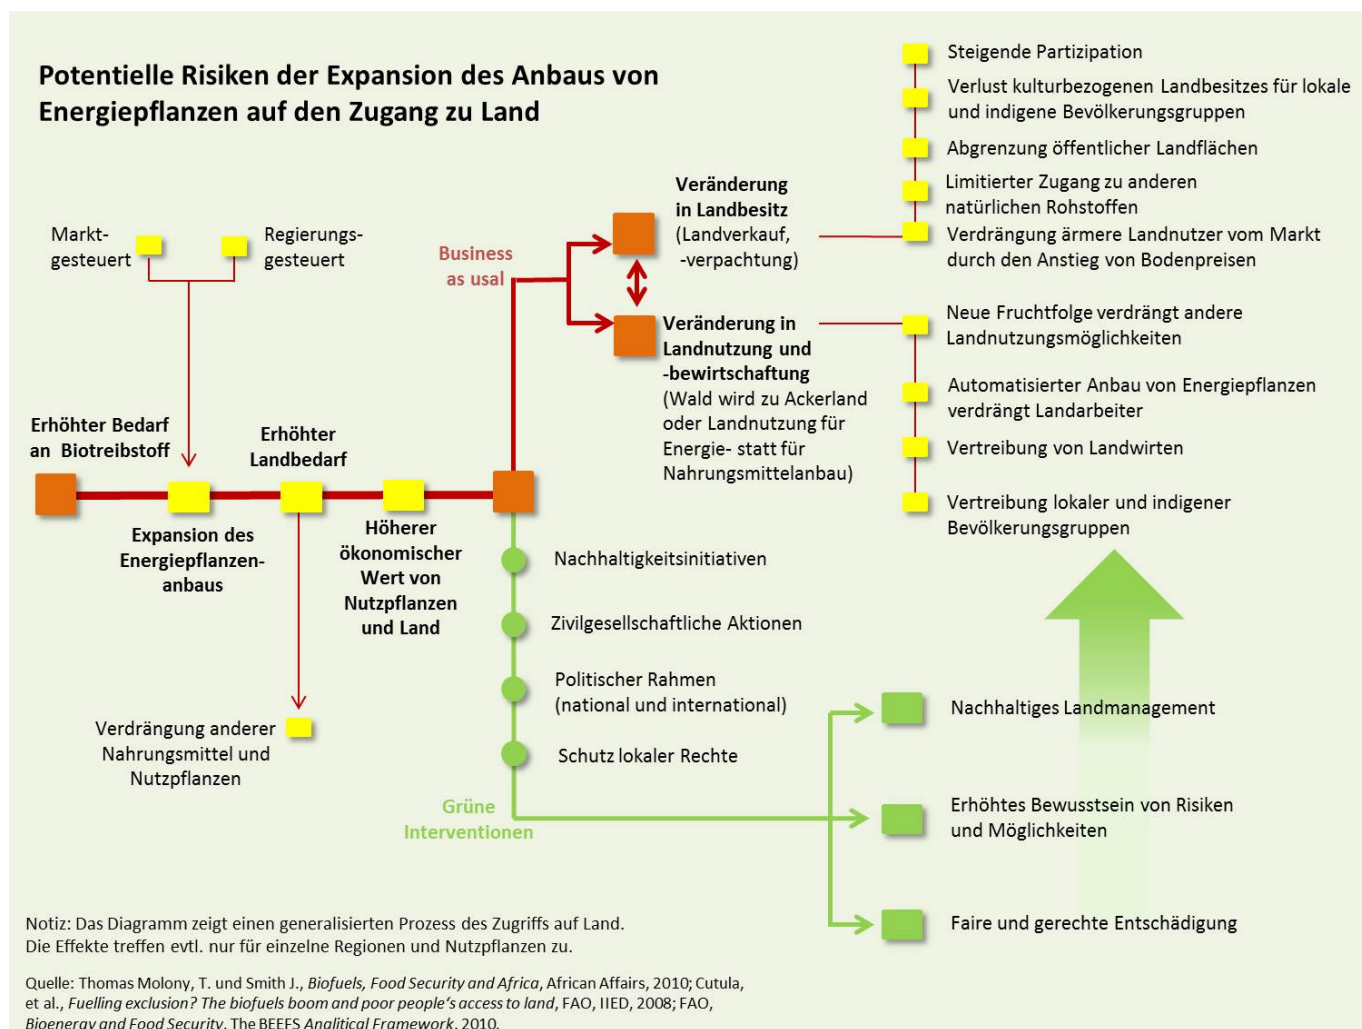 Potentielle Risiken der Expansion des Anbaus von
Energiepflanzen auf den Zugang zu Land
Markt-
gesteuert
Regierungs-
gesteuert
Erhöhter Bedarf
an Biotreibstoff
Expansion des
Energiepflanzen-
anbaus
Erhöhter
Landbedarf
Höherer
ökonomischer
Wert von
Nutzpflanzen
und Land
Verdrängung anderer
Nahrungsmittel und
Nutzpflanzen
Business
as usal
Veränderung
in Landbesitz
(Landverkauf,
-verpachtung)
Veränderung in
Landnutzung und
-bewirtschaftung
(Wald wird zu Ackerland
oder Landnutzung für
Energie- statt für
Nahrungsmittelanbau)
Steigende Partizipation
Verlust kulturbezogenen Landbesitzes für lokale
und indigene Bevölkerungsgruppen
Abgrenzung öffentlicher Landflächen
Limitierter Zugang zu anderen
natürlichen Rohstoffen
Verdrängung ärmere Landnutzer vom Markt
durch den Anstieg von Bodenpreisen
Neue Fruchtfolge verdrängt andere
Landnutzungsmöglichkeiten
Automatisierter Anbau von Energiepflanzen
verdrängt Landarbeiter
Vertreibung von Landwirten
Vertreibung lokaler und indigener
Bevölkerungsgruppen
Nachhaltigkeitsinitiativen
Zivilgesellschaftliche Aktionen
Politischer Rahmen
(national und international)
Schutz lokaler Rechte
Grüne
Interventionen
Nachhaltiges Landmanagement
Erhöhtes Bewusstsein von Risiken
und Möglichkeiten
Faire und gerechte Entschädigung
Notiz: Das Diagramm zeigt einen generalisierten Prozess des Zugriffs auf Land.
Die Effekte treffen evtl. nur für einzelne Regionen und Nutzpflanzen zu.
Quelle: Thomas Molony, T. und Smith J., Biofuels, Food Security and Africa, African Affairs, 2010; Cutula,
et al., Fuelling exclusion? The biofuels boom and poor people's access to land, FAO, IIED, 2008; FAO,
Bioenergy and Food Security, The BEEFS Analitical Framework, 2010.